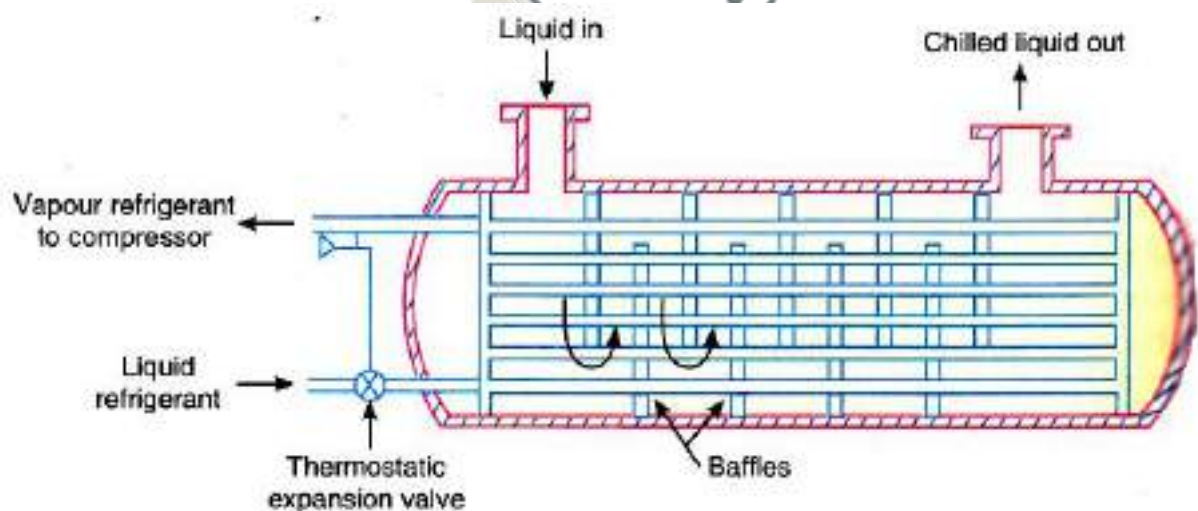 Liquid in
Chilled liquid out
Vapour refrigerant
to compressor
Liquid
refrigerant
Thermostatic
expansion valve
Baffles